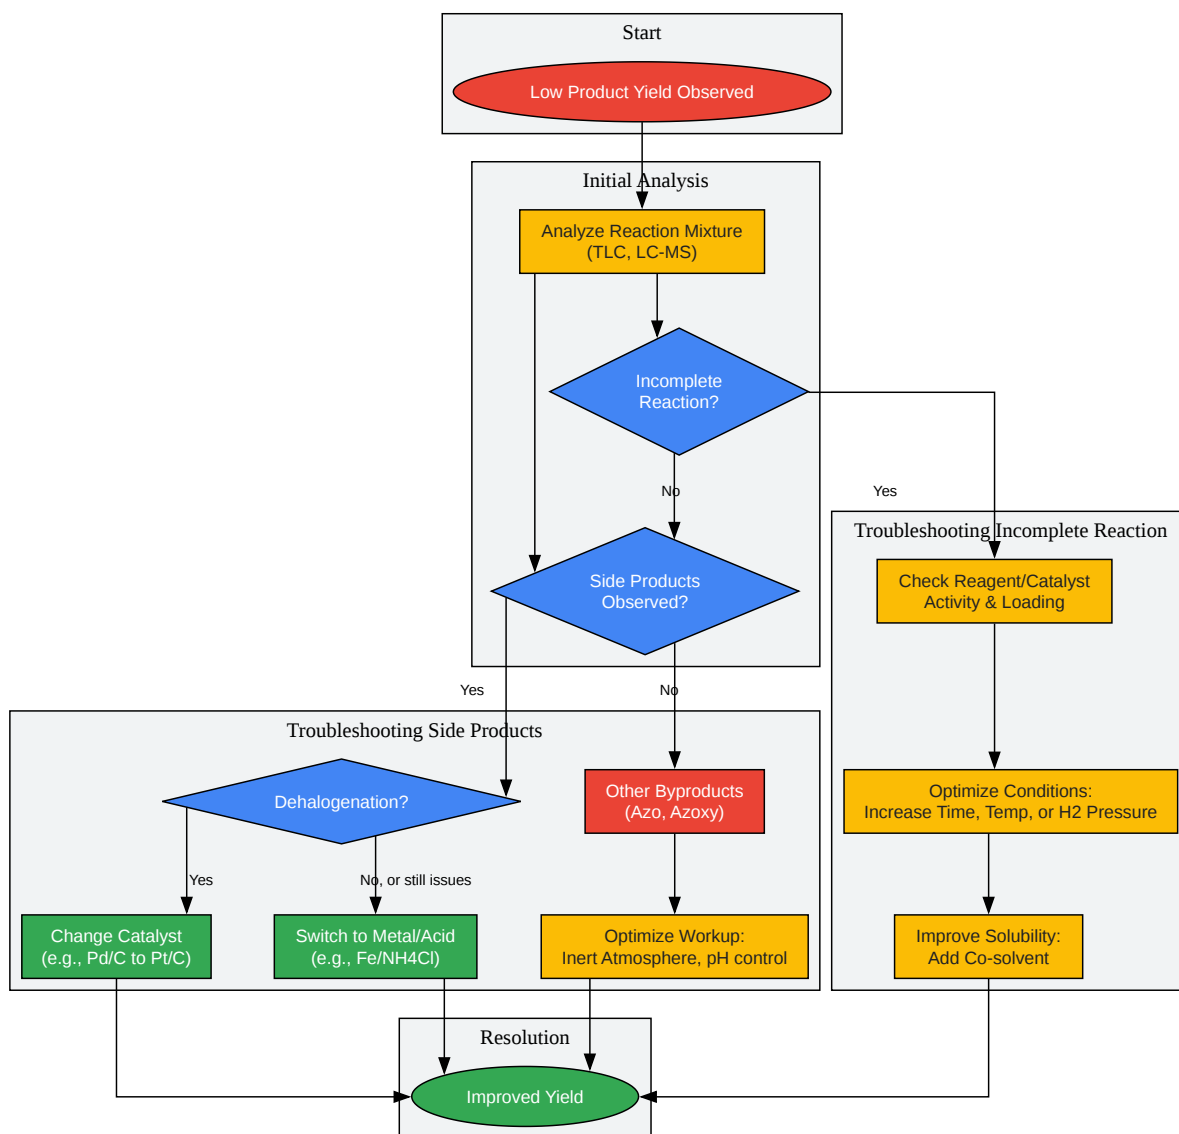 Start
Low Product Yield Observed
Initial Analysis
Analyze Reaction Mixture
(TLC, LC-MS)
Incomplete
Reaction?
No
Yes
Troubleshooting Incomplete Reaction
Side Products
Observed?
Check Reagent/Catalyst
Activity & Loading
Yes
No
Troubleshooting Side Products
Dehalogenation?
Other Byproducts
(Azo, Azoxy)
Optimize Conditions:
Increase Time, Temp, or H2 Pressure
Yes
No, or still issues
Change Catalyst
(e.g., Pd/C to Pt/C)
Switch to Metal/Acid
(e.g., Fe/NH4Cl)
Optimize Workup:
Inert Atmosphere, pH control
Improve Solubility:
Add Co-solvent
Resolution
Improved Yield